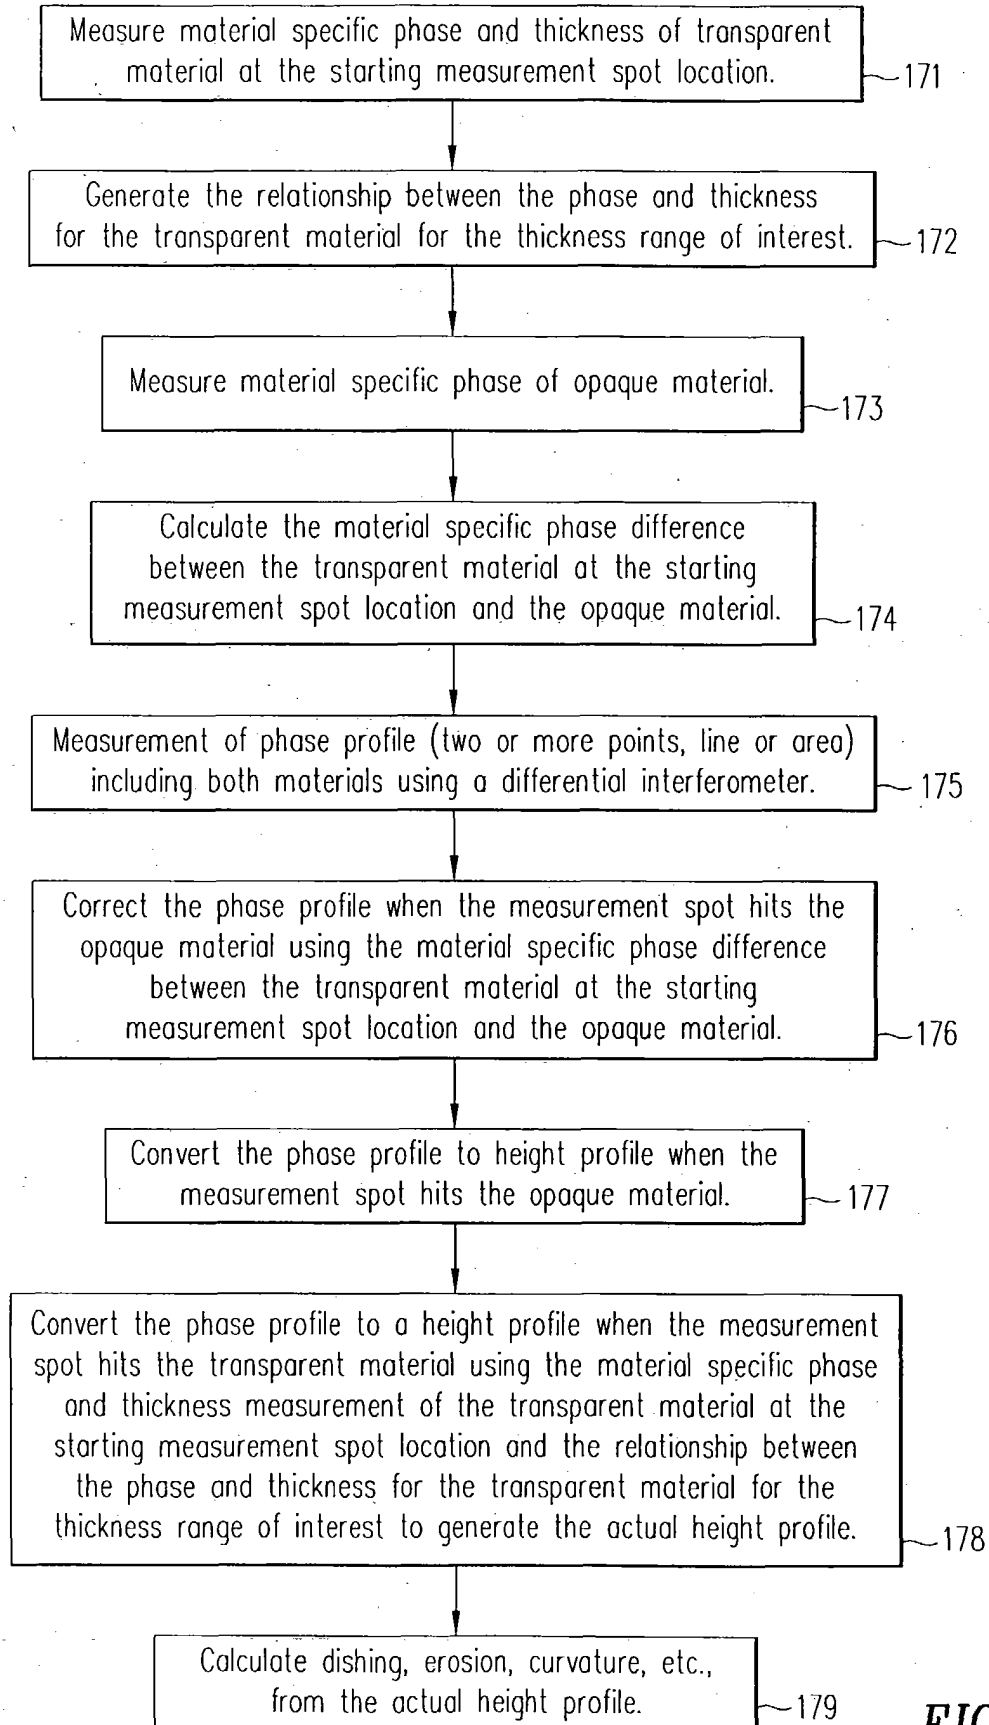 Measure material specific phase and thickness of transparent
material at the starting measurement spot location.
171
Generate the relationship between the phase and thickness
for the transparent material for the thickness range of interest.
172
Measure material specific phase of opaque material.
173
Calculate the material specific phase difference
between the transparent material at the starting
measurement spot location and the opaque material.
174
Measurement of phase profile (two or more points, line or area)
including both materials using a differential interferometer.
175
Correct the phase profile when the measurement spot hits the
opaque material using the material specific phase difference
between the transparent material at the starting
measurement spot location and the opaque material.
176
Convert the phase profile to height profile when the
measurement spot hits the opaque material.
177
Convert the phase profile to a height profile when the measurement
spot hits the transparent material using the material specific phase
and thickness measurement of the transparent material at the
starting measurement spot location and the relationship between
the phase and thickness for the transparent material for the
thickness range of interest to generate the actual height profile.
178
Calculate dishing, erosion, curvature, etc.,
from the actual height profile.
179